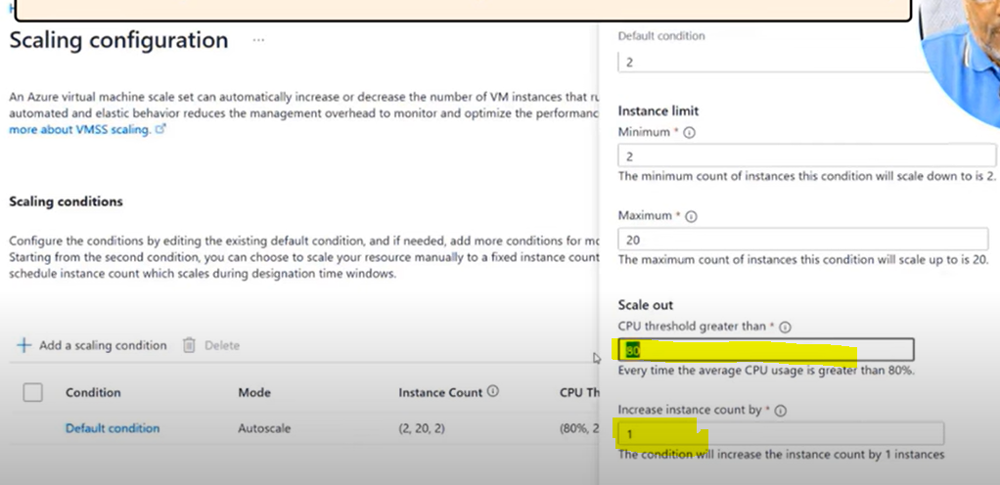 Scaling configuration ...
An Azure virtual machine scale set can automatically increase or decrease the number of VM instances that ru
automated and elastic behavior reduces the management overhead to monitor and optimize the performanc
more about VMSS scaling.
Scaling conditions
Configure the conditions by editing the existing default condition, and if needed, add more conditions for mo
Starting from the second condition, you can choose to scale your resource manually to a fixed instance count
schedule instance count which scales during designation time windows.
+ Add a scaling condition Delete
Condition Mode Instance Count CPU Th
Default condition Autoscale (2, 20, 2) (80%, 2
Default condition
2
Instance limit
Minimum *
2
The minimum count of instances this condition will scale down to is 2.
Maximum *
20
The maximum count of instances this condition will scale up to is 20.
Scale out
CPU threshold greater than *
80
Every time the average CPU usage is greater than 80%.
Increase instance count by *
1
The condition will increase the instance count by 1 instances